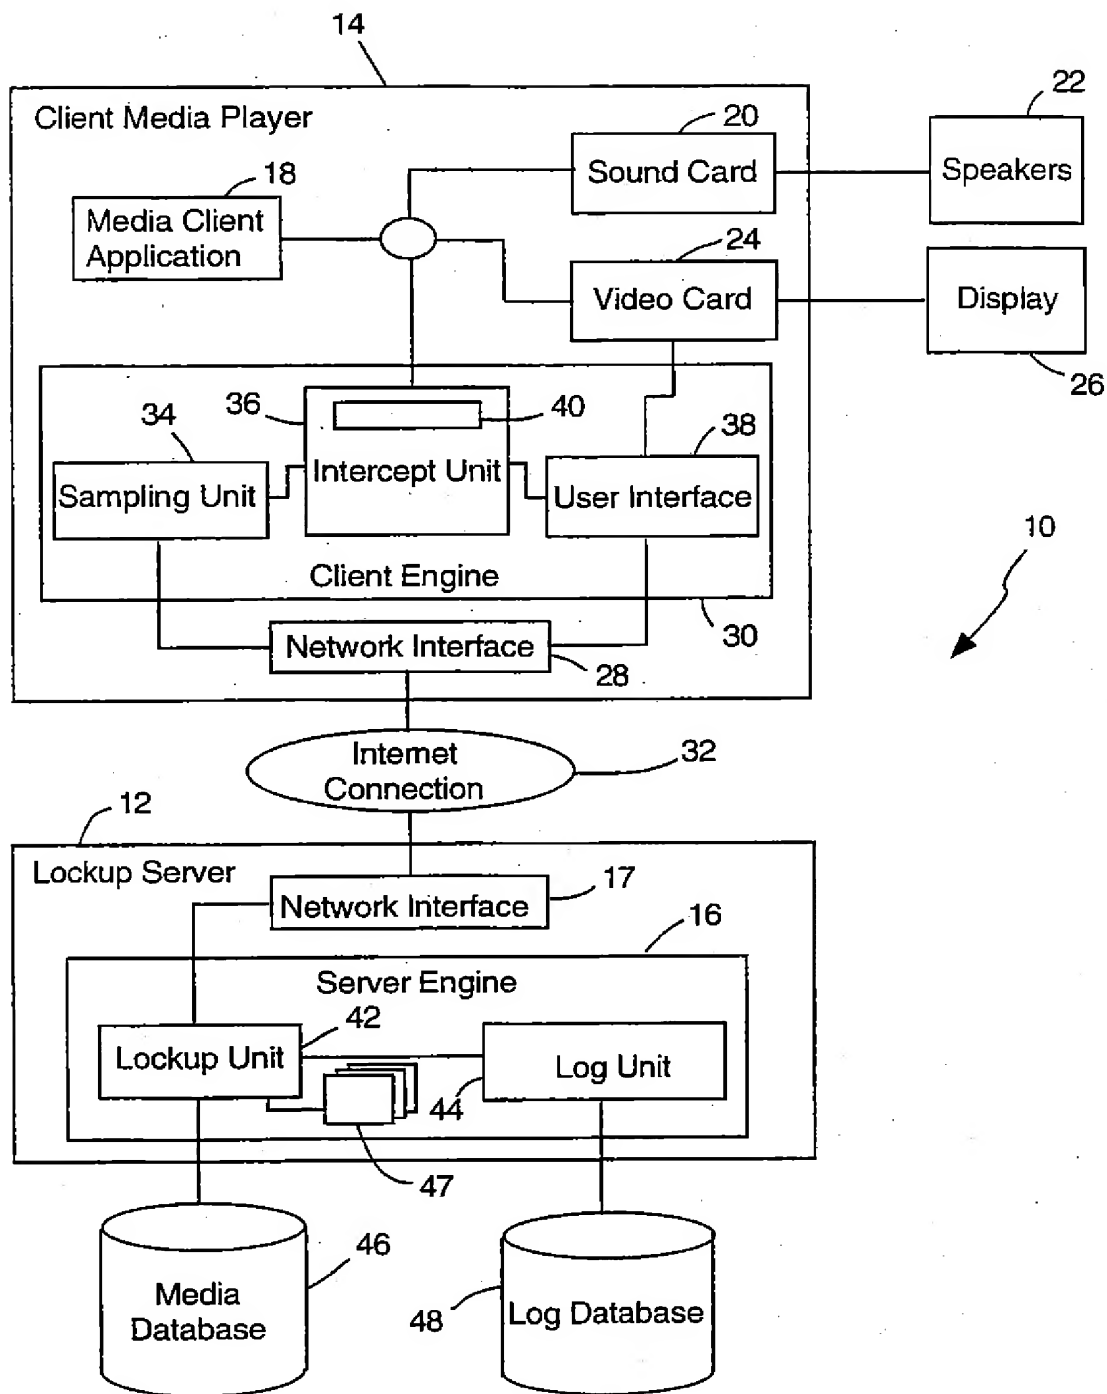 14
Client Media Player
20
22
Sound Card
Speakers
18
Media Client
Application
24
Video Card
Display
26
36
40
34
38
Intercept Unit
Sampling Unit
User Interface
10
Client Engine
30
Network Interface
28
Internet
Connection
32
12
Lockup Server
17
Network Interface
16
Server Engine
42
Lockup Unit
Log Unit
44
47
46
Media
Database
48
Log Database